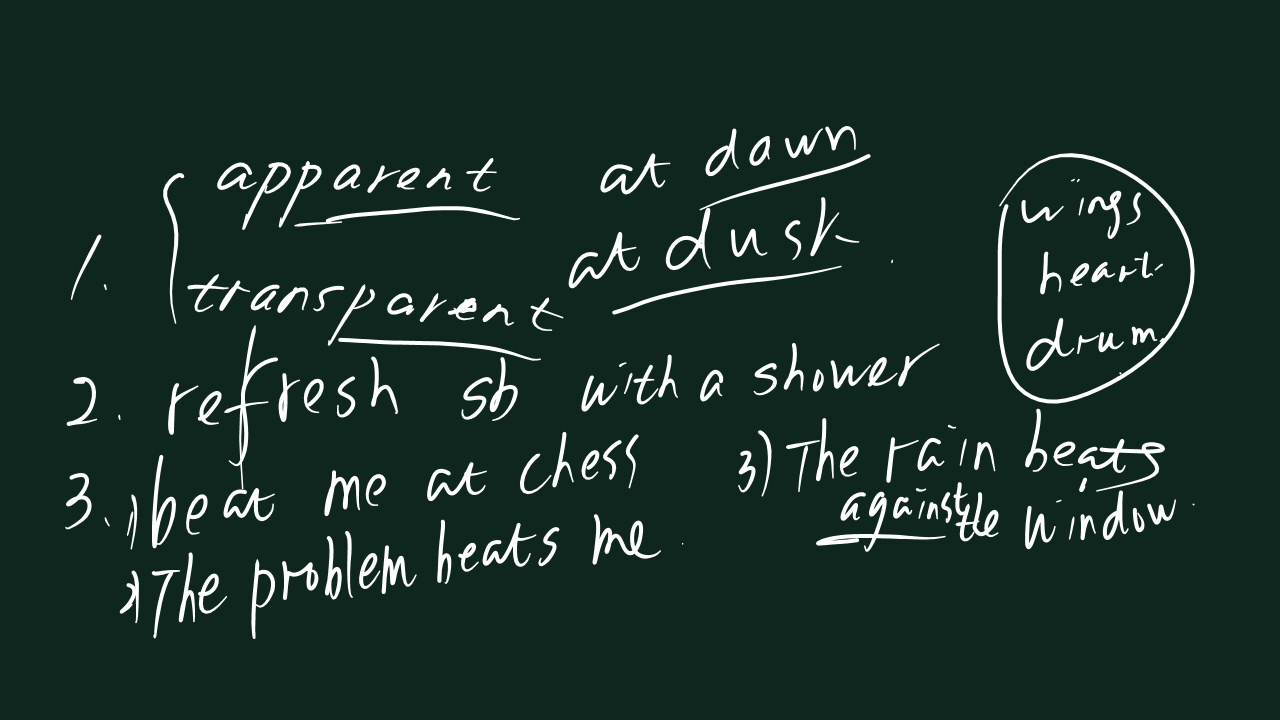 1. { apparent at dawn
transparent at dusk.
wings
heart
drum
2. refresh sb with a shower
3. 1) beat me at chess
2) The problem beats me.
3) The rain beats
against the window.